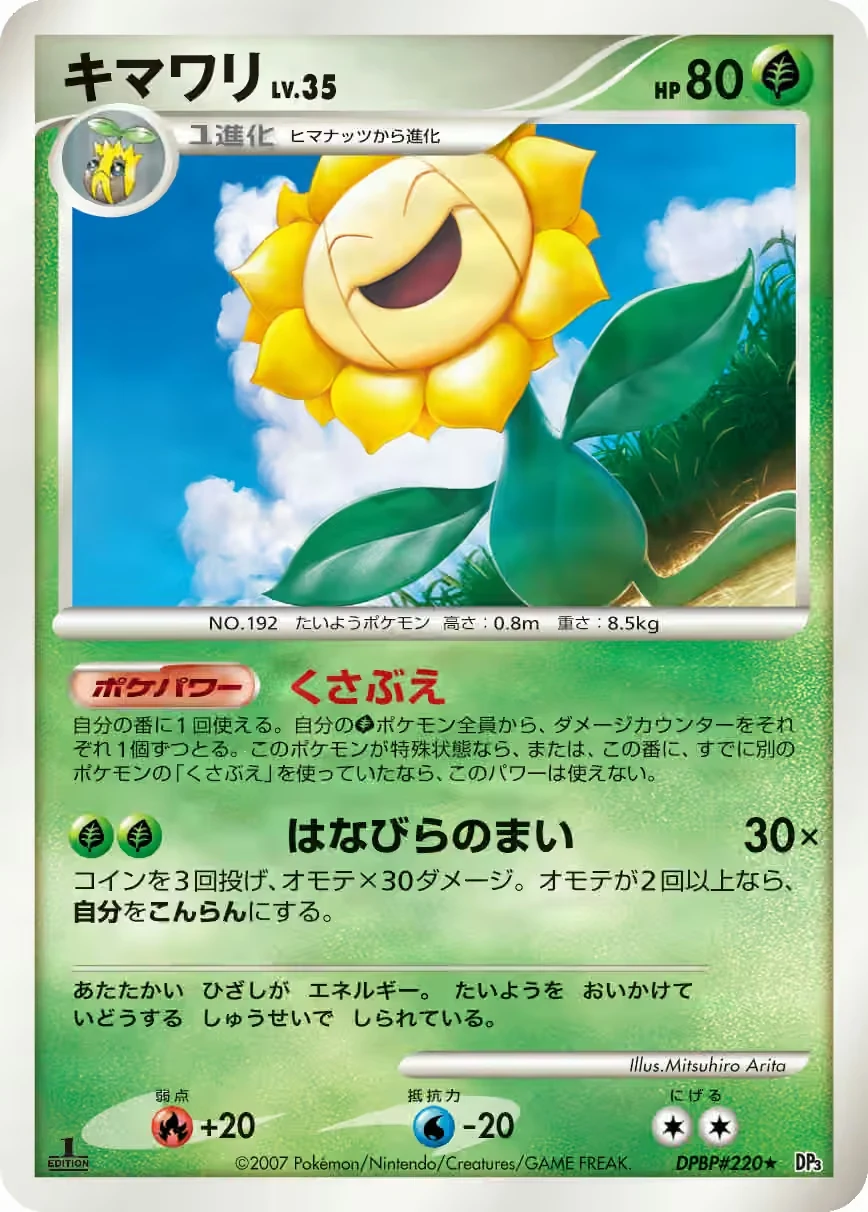 キマワリ LV.35 HP 80
1進化 ヒマナッツから進化
NO.192 たいようポケモン 高さ:0.8m 重さ:8.5kg
ポケパワー くさぶえ
自分の番に1回使える。自分のポケモン全員から、ダメージカウンターをそれ
ぞれ1個ずつとる。このポケモンが特殊状態なら、または、この番に、すでに別の
ポケモンの「くさぶえ」を使っていたなら、このパワーは使えない。
はなびらのまい 30×
コインを3回投げ、オモテ×30ダメージ。オモテが2回以上なら、
自分をこんらんにする。
あたたかい ひざしが エネルギー。 たいようを おいかけて
いどうする しゅうせいで しられている。
Illus.Mitsuhiro Arita
弱点 抵抗力 にげる
+20 -20
1 EDITION ©2007 Pokémon/Nintendo/Creatures/GAME FREAK. DPBP#220★ DP3